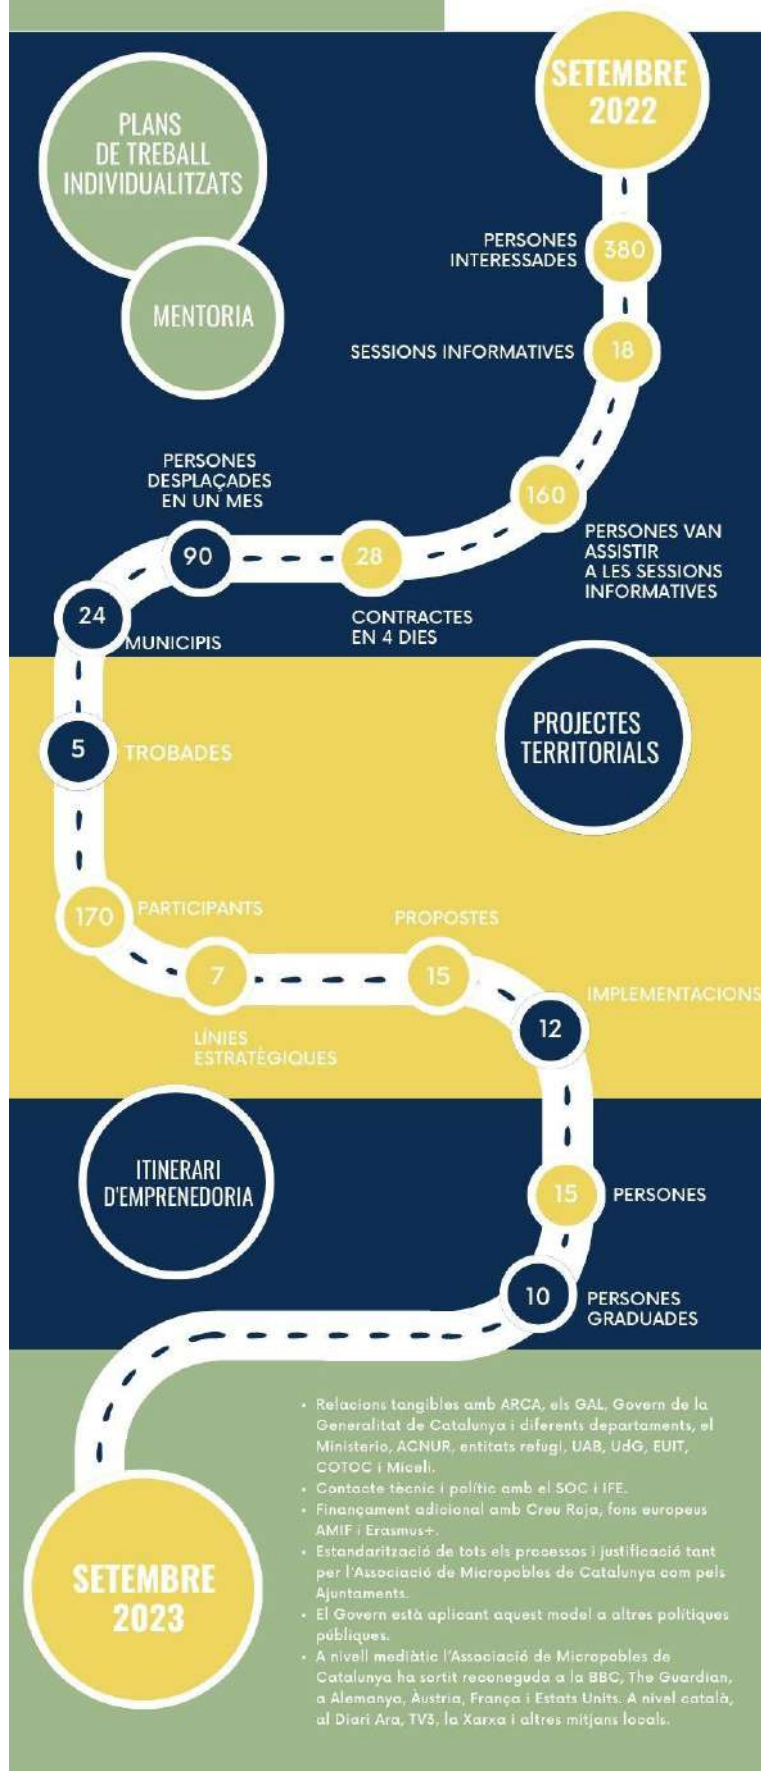 SETEMBRE
2022
PLANS
DE TREBALL
INDIVIDUALITZATS
MENTORIA
380
PERSONES
INTERESSADES
18
SESSIONS INFORMATIVES
160
PERSONES VAN
ASSISTIR
A LES SESSIONS
INFORMATIVES
28
CONTRACTES
EN 4 DIES
PERSONES
DESPLAÇADES
EN UN MES
90
24
MUNICIPIS
PROJECTES
TERRITORIALS
5
TROBADES
170
PARTICIPANTS
7
LÍNIES
ESTRATÈGIQUES
PROPOSTES
15
IMPLEMENTACIONS
12
ITINERARI
D'EMPRENEDORIA
15
PERSONES
10
PERSONES
GRADUADES
• Relacions tangibles amb ARCA, els GAL, Govern de la
Generalitat de Catalunya i diferents departaments, el
Ministerio, ACNUR, entitats refugi, UAB, UdG, EUIT,
COTOC i Miceli.
• Contacte tècnic i polític amb el SOC i IFE.
• Finançament adicional amb Creu Roja, fons europeus
AMIF i Erasmus+.
• Estandarització de tots els processos i justificació tant
per l'Associació de Micropobles de Catalunya com pels
Ajuntaments.
• El Govern està aplicant aquest model a altres polítiques
públiques.
• A nivell mediàtic l'Associació de Micropobles de
Catalunya ha sortit reconeguda a la BBC, The Guardian,
a Alemanya, Àustria, França i Estats Units. A nivel català,
al Diari Ara, TV3, la Xarxa i altres mitjans locals.
SETEMBRE
2023